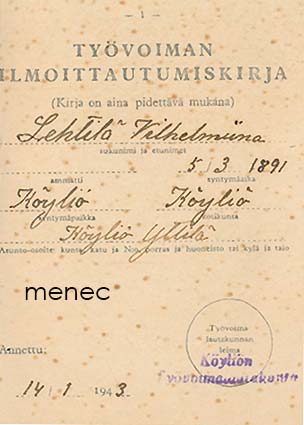 — 1 —
TYÖVOIMAN
ILMOITTAUTUMISKIRJA
(Kirja on aina pidettävä mukana)
Lehtilä Vilhelmiina
sukunimi ja etunimet
5/3 1891
ammatti syntymäaika
Köyliö Köyliö
syntymäpaikka kotikunta
Köyliö Yttilä
Asunto-osoite: kunta, katu ja N:o, porras ja huoneisto tai kylä ja talo
menec
Työvoima
lautakunnan
leima
Annettu:
Köyliön
Työvoimalautakunta
14/1 1943.